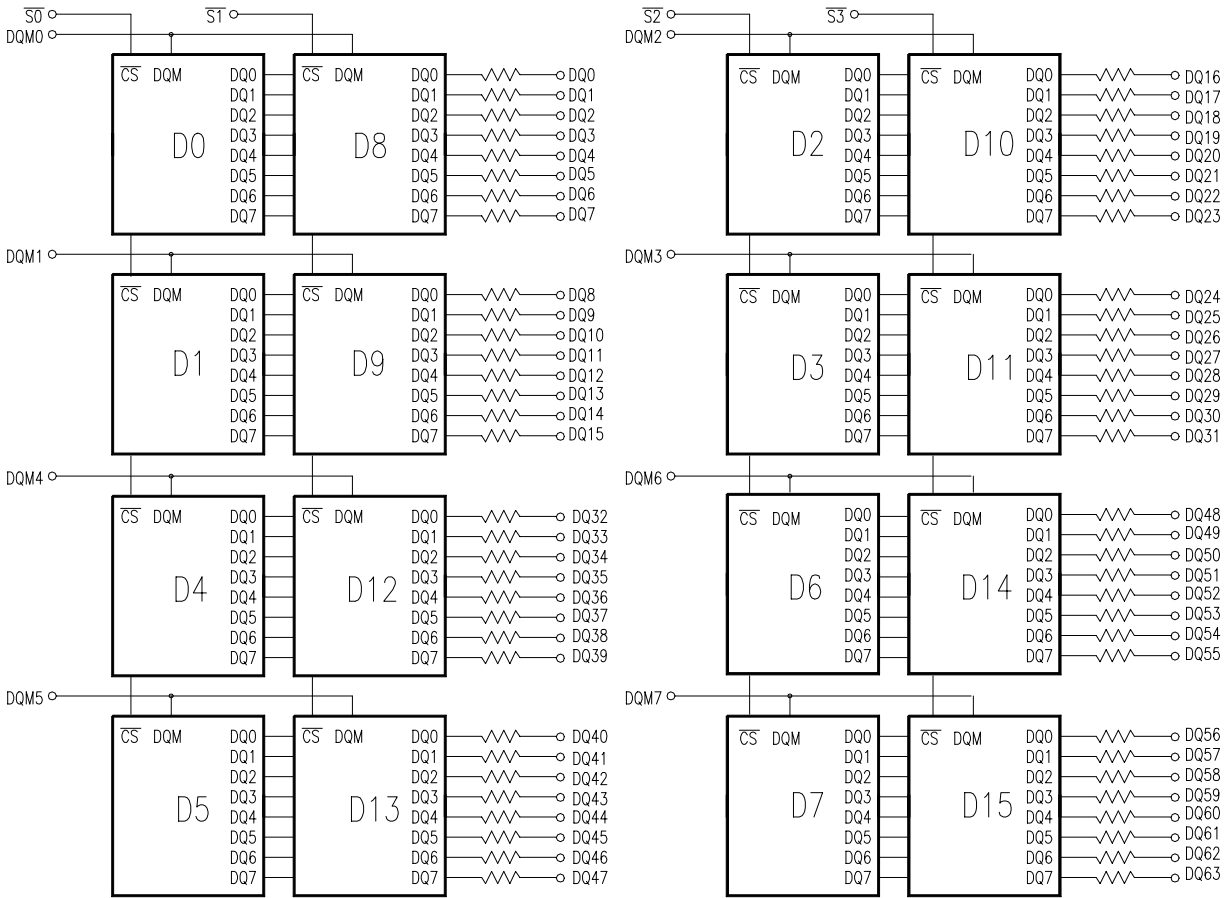 S0 S1 S2 S3
DQM0 DQM2
CS DQM DQ0 CS DQM DQ0 DQ0 CS DQM DQ0 CS DQM DQ0 DQ16
DQ1 DQ1 DQ1 DQ1 DQ1 DQ17
DQ2 DQ2 DQ2 DQ2 DQ2 DQ18
D0 DQ3 D8 DQ3 DQ3 D2 DQ3 D10 DQ3 DQ19
DQ4 DQ4 DQ4 DQ4 DQ4 DQ20
DQ5 DQ5 DQ5 DQ5 DQ5 DQ21
DQ6 DQ6 DQ6 DQ6 DQ6 DQ22
DQ7 DQ7 DQ7 DQ7 DQ7 DQ23
DQM1 DQM3
CS DQM DQ0 CS DQM DQ0 DQ8 CS DQM DQ0 CS DQM DQ0 DQ24
DQ1 DQ1 DQ9 DQ1 DQ1 DQ25
DQ2 DQ2 DQ10 DQ2 DQ2 DQ26
D1 DQ3 D9 DQ3 DQ11 D3 DQ3 D11 DQ3 DQ27
DQ4 DQ4 DQ12 DQ4 DQ4 DQ28
DQ5 DQ5 DQ13 DQ5 DQ5 DQ29
DQ6 DQ6 DQ14 DQ6 DQ6 DQ30
DQ7 DQ7 DQ15 DQ7 DQ7 DQ31
DQM4 DQM6
CS DQM DQ0 CS DQM DQ0 DQ32 CS DQM DQ0 CS DQM DQ0 DQ48
DQ1 DQ1 DQ33 DQ1 DQ1 DQ49
DQ2 DQ2 DQ34 DQ2 DQ2 DQ50
D4 DQ3 D12 DQ3 DQ35 D6 DQ3 D14 DQ3 DQ51
DQ4 DQ4 DQ36 DQ4 DQ4 DQ52
DQ5 DQ5 DQ37 DQ5 DQ5 DQ53
DQ6 DQ6 DQ38 DQ6 DQ6 DQ54
DQ7 DQ7 DQ39 DQ7 DQ7 DQ55
DQM5 DQM7
CS DQM DQ0 CS DQM DQ0 DQ40 CS DQM DQ0 CS DQM DQ0 DQ56
DQ1 DQ1 DQ41 DQ1 DQ1 DQ57
DQ2 DQ2 DQ42 DQ2 DQ2 DQ58
D5 DQ3 D13 DQ3 DQ43 D7 DQ3 D15 DQ3 DQ59
DQ4 DQ4 DQ44 DQ4 DQ4 DQ60
DQ5 DQ5 DQ45 DQ5 DQ5 DQ61
DQ6 DQ6 DQ46 DQ6 DQ6 DQ62
DQ7 DQ7 DQ47 DQ7 DQ7 DQ63